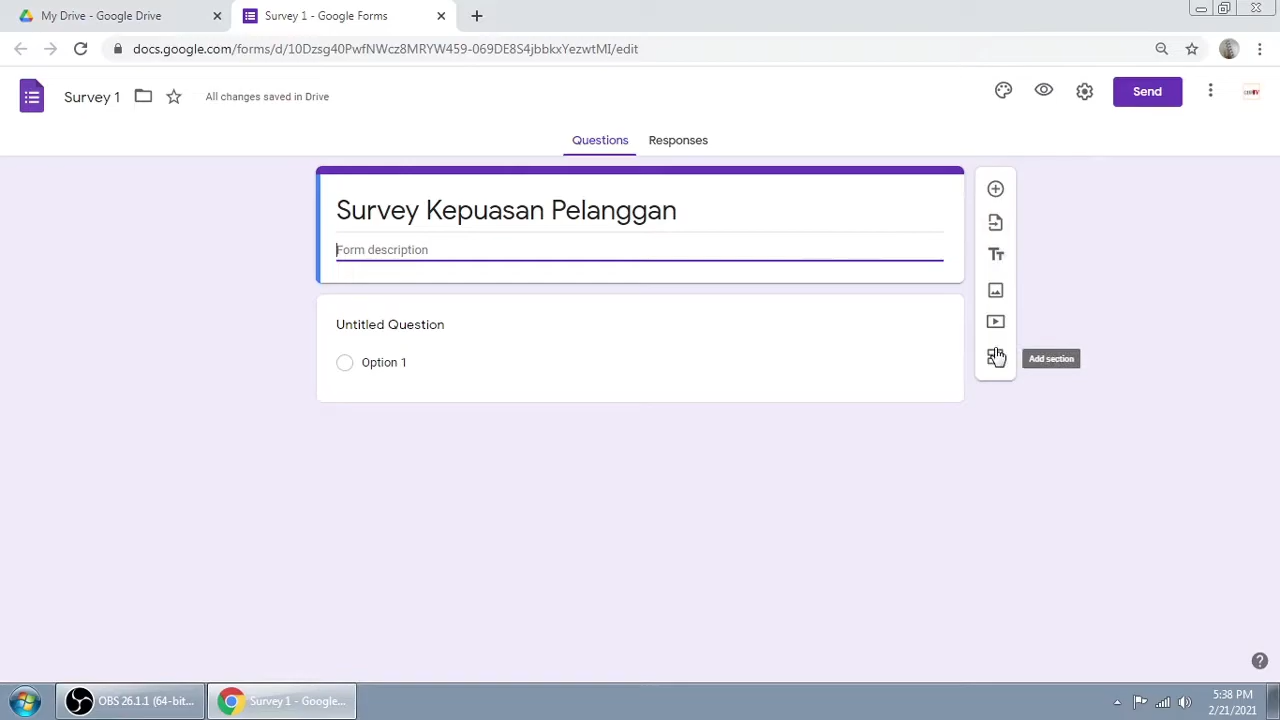 My Drive - Google Drive
Survey 1 - Google Forms
docs.google.com/forms/d/10Dzsg40PwfNWcz8MRYW459-069DE8S4jbbkxYezwtMI/edit
Survey 1
All changes saved in Drive
Send
Questions
Responses
Survey Kepuasan Pelanggan
Form description
Untitled Question
Option 1
Tt
Add section
OBS 26.1.1 (64-bit...
Survey 1 - Google...
5:38 PM
2/21/2021